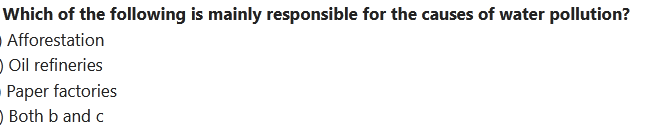 Which of the following is mainly responsible for the causes of water pollution?
) Afforestation
) Oil refineries
Paper factories
) Both b and c